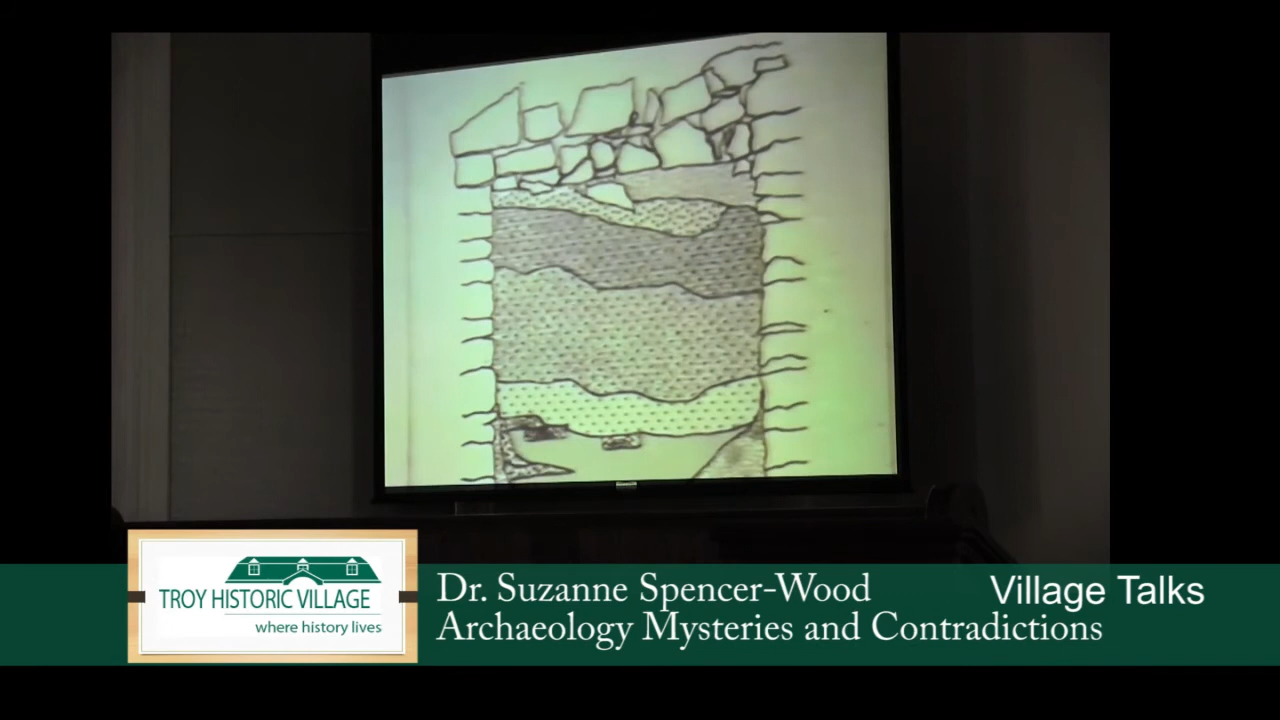 TROY HISTORIC VILLAGE
where history lives
Dr. Suzanne Spencer-Wood
Village Talks
Archaeology Mysteries and Contradictions